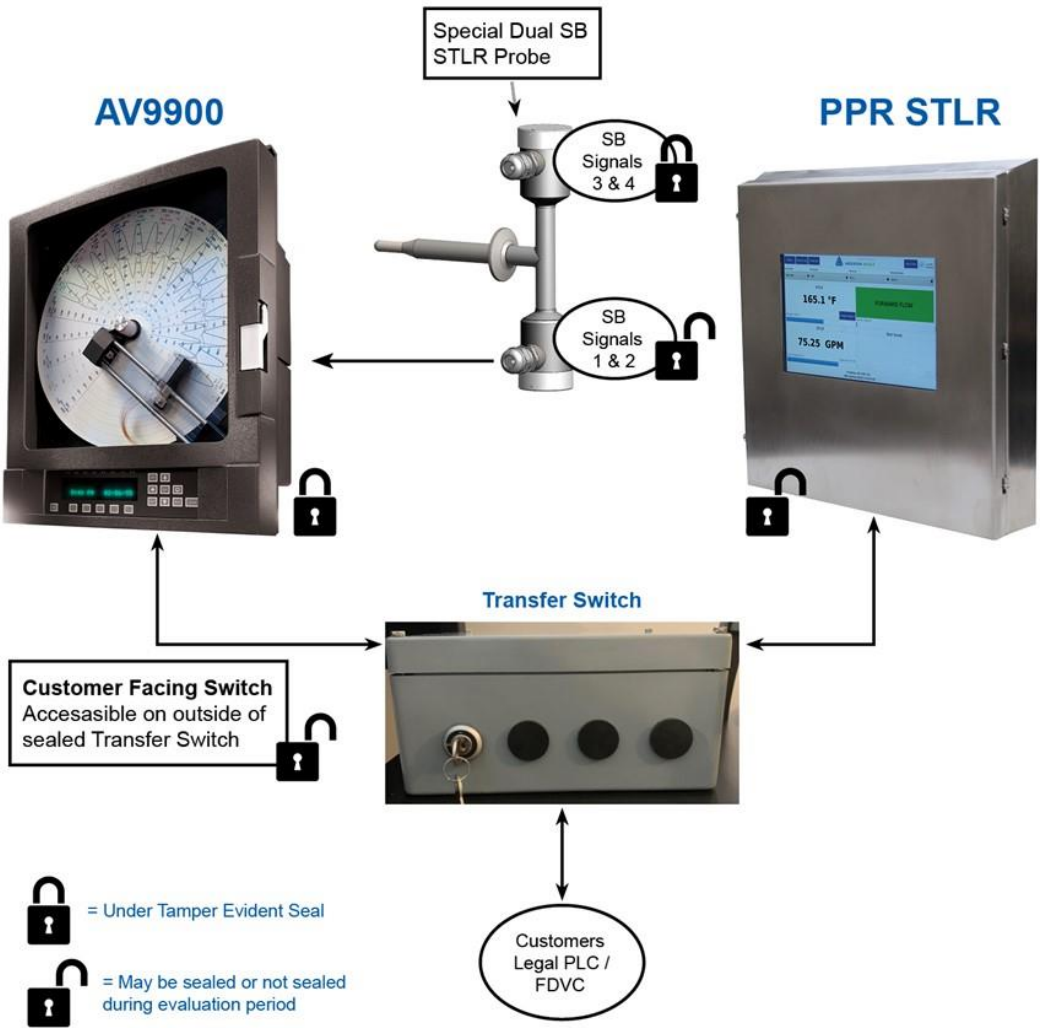 Special Dual SB
STLR Probe
AV9900
PPR STLR
SB
Signals
3 & 4
SB
Signals
1 & 2
165.1 °F
FORWARD FLOW
75.25 GPM
Transfer Switch
Customer Facing Switch
Accesasible on outside of
sealed Transfer Switch
Customers
Legal PLC /
FDVC
= Under Tamper Evident Seal
= May be sealed or not sealed
during evaluation period